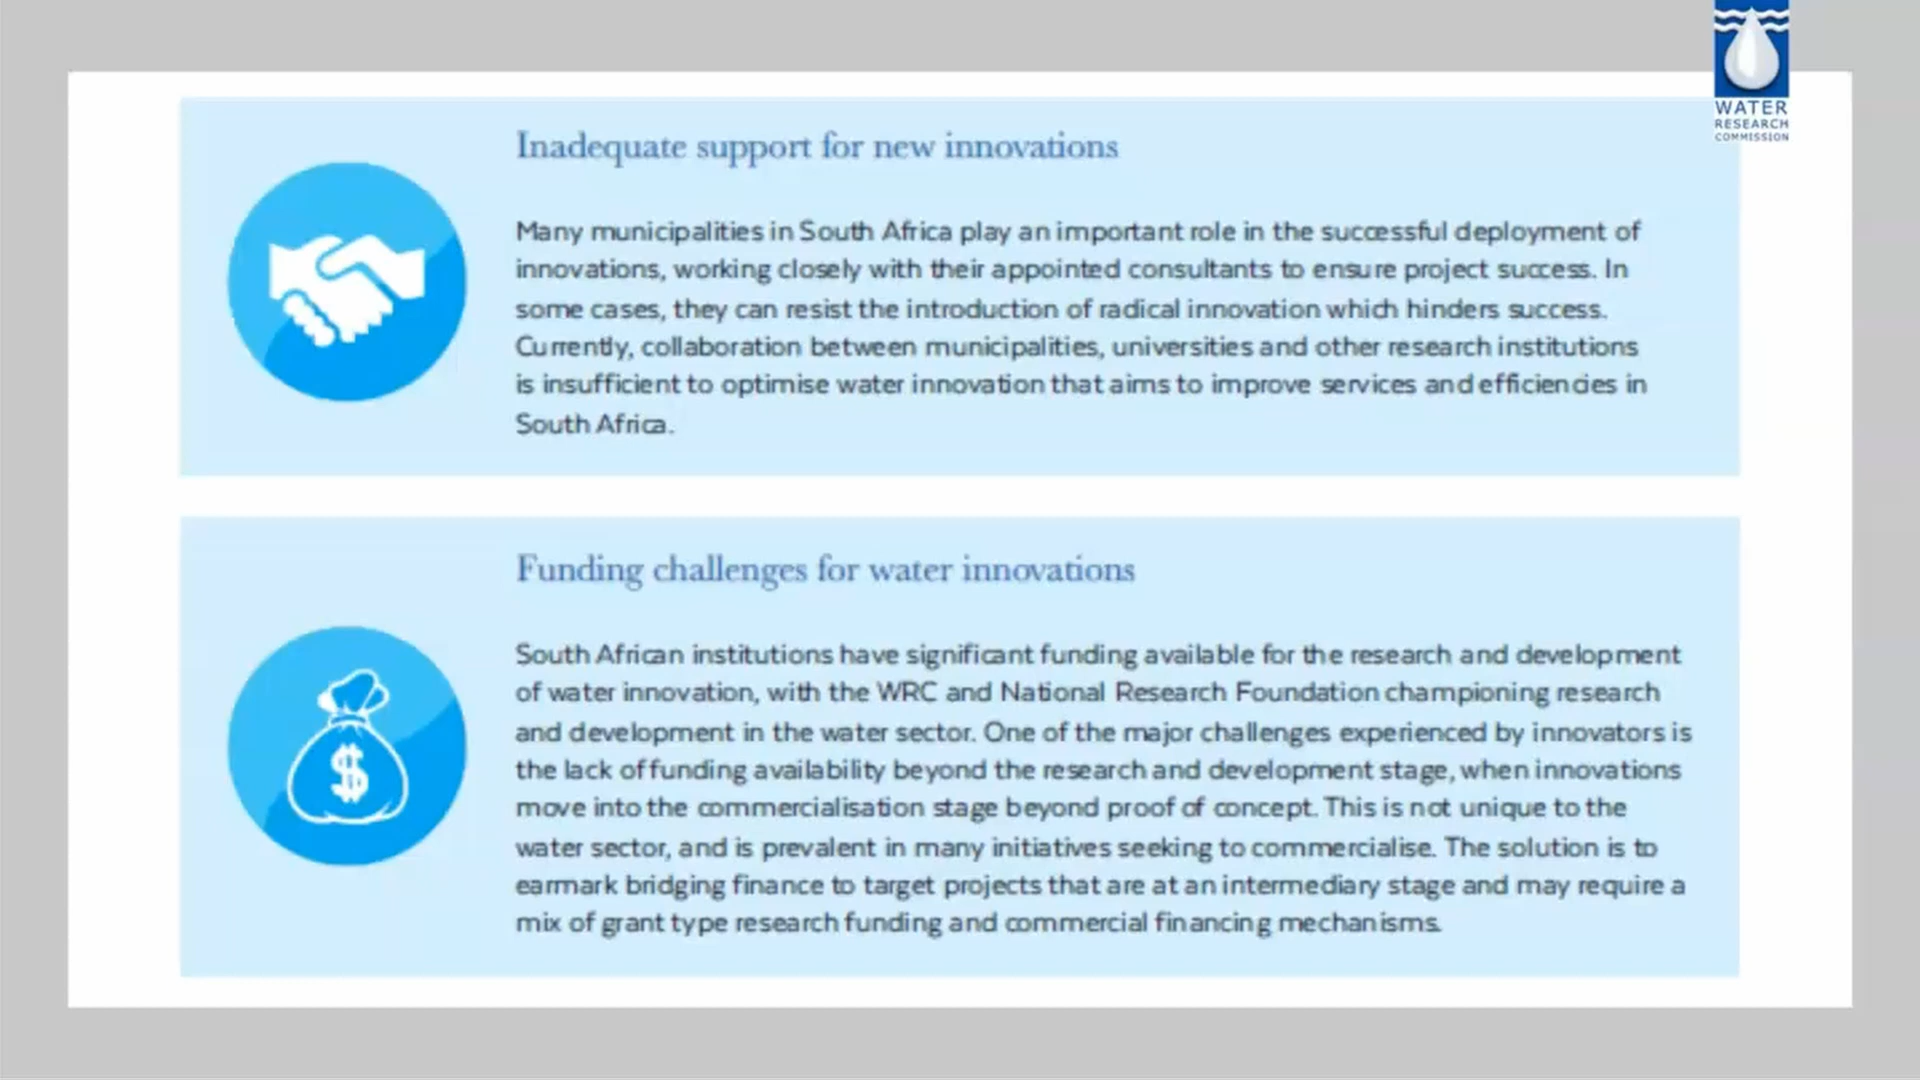 WATER
RESEARCH
COMMISSION
Inadequate support for new innovations
Many municipalities in South Africa play an important role in the successful deployment of
innovations, working closely with their appointed consultants to ensure project success. In
some cases, they can resist the introduction of radical innovation which hinders success.
Currently, collaboration between municipalities, universities and other research institutions
is insufficient to optimise water innovation that aims to improve services and efficiencies in
South Africa.
Funding challenges for water innovations
South African institutions have significant funding available for the research and development
of water innovation, with the WRC and National Research Foundation championing research
and development in the water sector. One of the major challenges experienced by innovators is
the lack of funding availability beyond the research and development stage, when innovations
move into the commercialisation stage beyond proof of concept. This is not unique to the
water sector, and is prevalent in many initiatives seeking to commercialise. The solution is to
earmark bridging finance to target projects that are at an intermediary stage and may require a
mix of grant type research funding and commercial financing mechanisms.
$